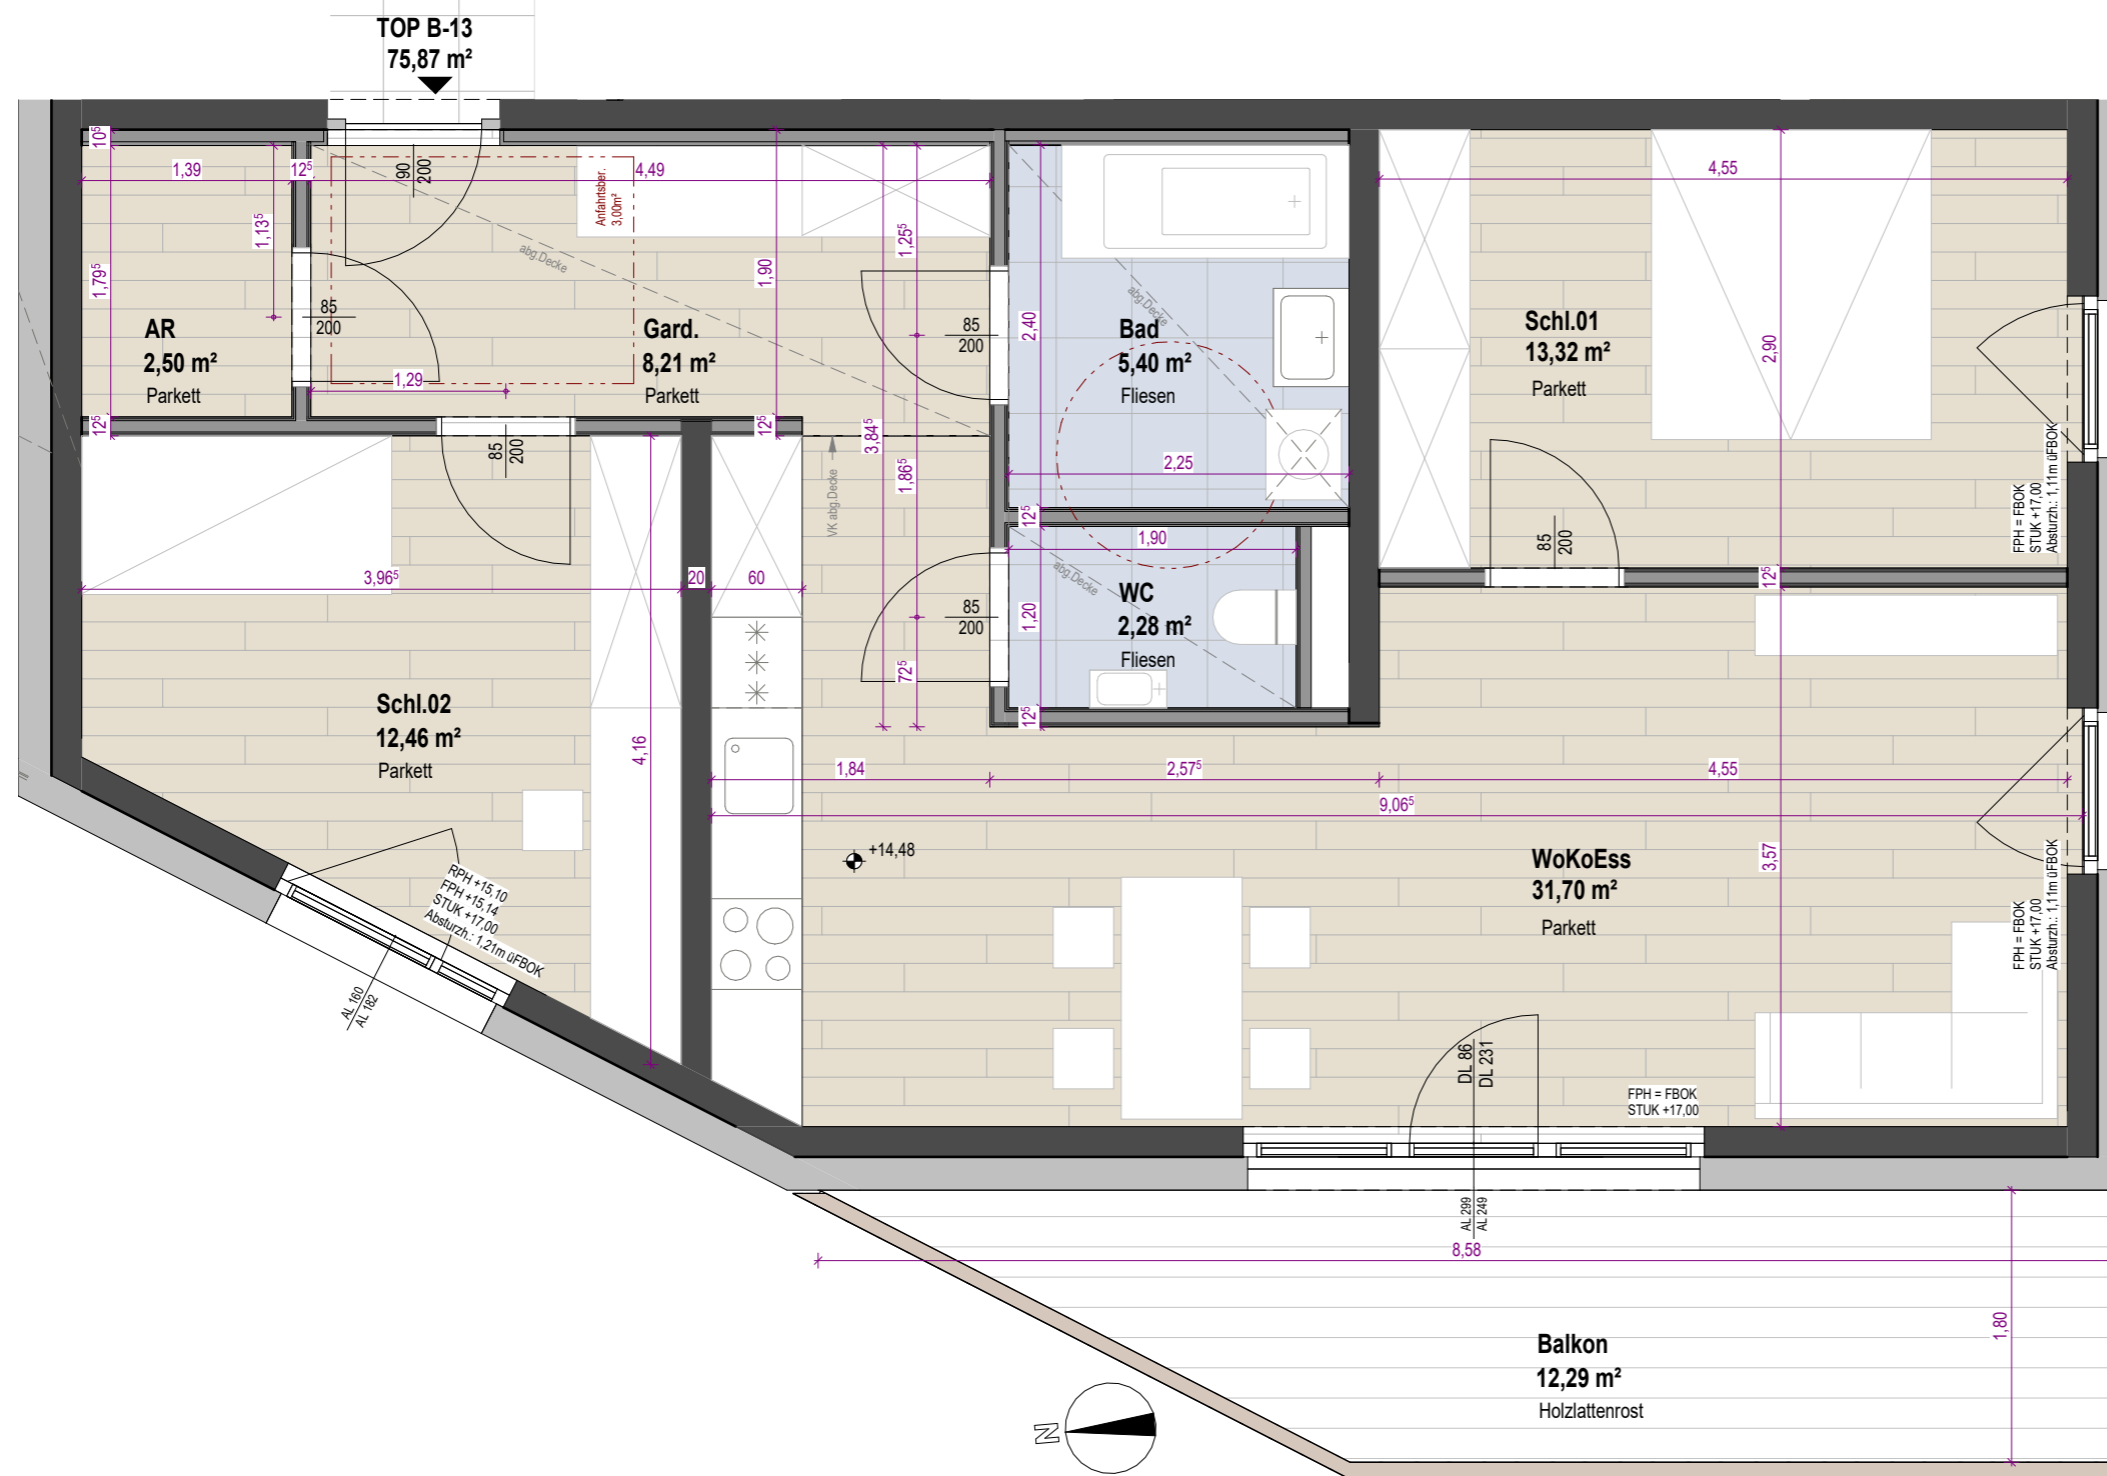 TOP B-13
75,87 m²
10⁵
1,39
12⁵
90
200
4,49
Anfahrtsber.
3,00m²
4,55
1,13⁵
1,79⁵
abg.Decke
1,25⁵
1,90
abg.Decke
85
200
AR
2,50 m²
Parkett
Gard.
8,21 m²
Parkett
85
200
2,40
Bad
5,40 m²
Fliesen
Schl.01
13,32 m²
Parkett
2,90
1,29
12⁵
12⁵
3,84⁵
85
200
VK abg.Decke
1,86⁵
2,25
12⁵
1,90
FPH = FBOK
STUK +17,00
Absturzh.: 1,11m üFBOK
85
200
12⁵
3,96⁵
20
60
abg.Decke
WC
2,28 m²
Fliesen
85
200
1,20
72⁵
12⁵
Schl.02
12,46 m²
Parkett
4,16
1,84
2,57⁵
4,55
9,06⁵
+14,48
3,57
WoKoEss
31,70 m²
Parkett
FPH = FBOK
STUK +17,00
Absturzh.: 1,11m üFBOK
RPH +15,10
FPH +15,14
STUK +17,00
Absturzh.: 1,21m üFBOK
AL 160
AL 182
DL 86
DL 231
FPH = FBOK
STUK +17,00
AL 299
AL 249
8,58
1,80
Balkon
12,29 m²
Holzlattenrost
N